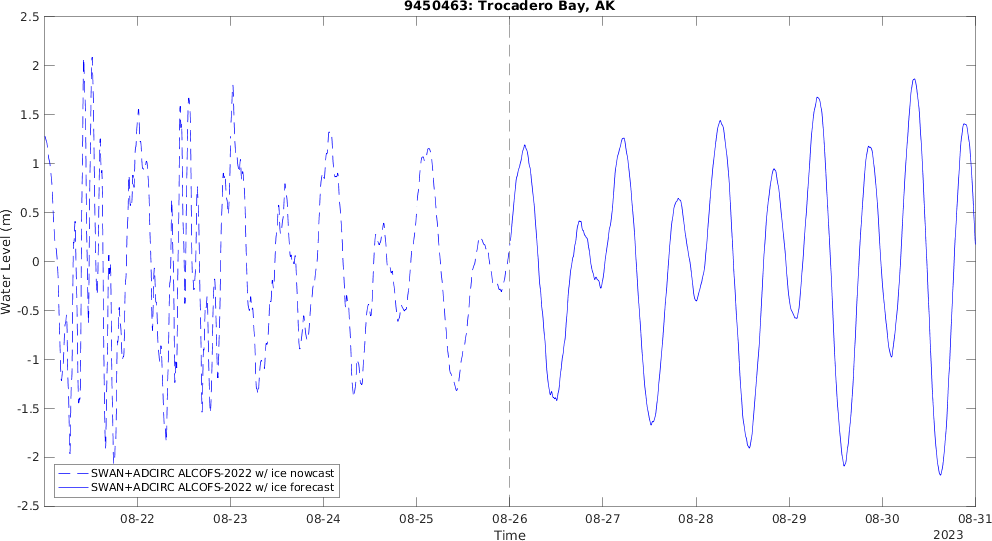 9450463: Trocadero Bay, AK
2.5
2
1.5
1
0.5
0
-0.5
-1
-1.5
-2
-2.5
Water Level (m)
SWAN+ADCIRC ALCOFS-2022 w/ ice nowcast
SWAN+ADCIRC ALCOFS-2022 w/ ice forecast
08-22 08-23 08-24 08-25 08-26 08-27 08-28 08-29 08-30 08-31
Time
2023